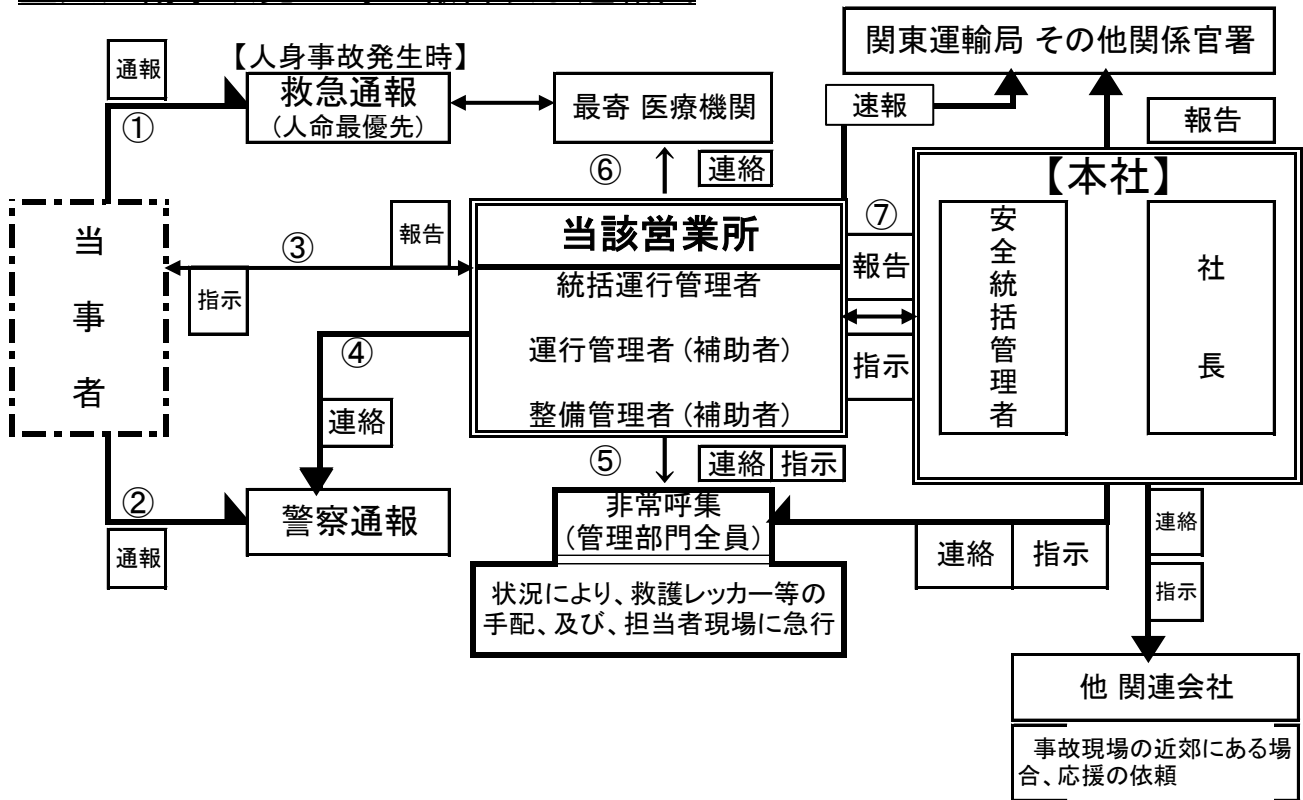 関東運輸局 その他関係官署
通報
【人身事故発生時】
救急通報
(人命最優先)
最寄 医療機関
速報
報告
①
⑥
連絡
【本社】
安全統括管理者
社長
当事者
③
報告
指示
当該営業所
統括運行管理者
運行管理者 (補助者)
整備管理者 (補助者)
⑦
報告
指示
④
連絡
⑤
連絡 指示
②
通報
警察通報
非常呼集
(管理部門全員)
状況により、救護レッカー等の
手配、及び、担当者現場に急行
連絡 指示
連絡
指示
他 関連会社
事故現場の近郊にある場
合、応援の依頼